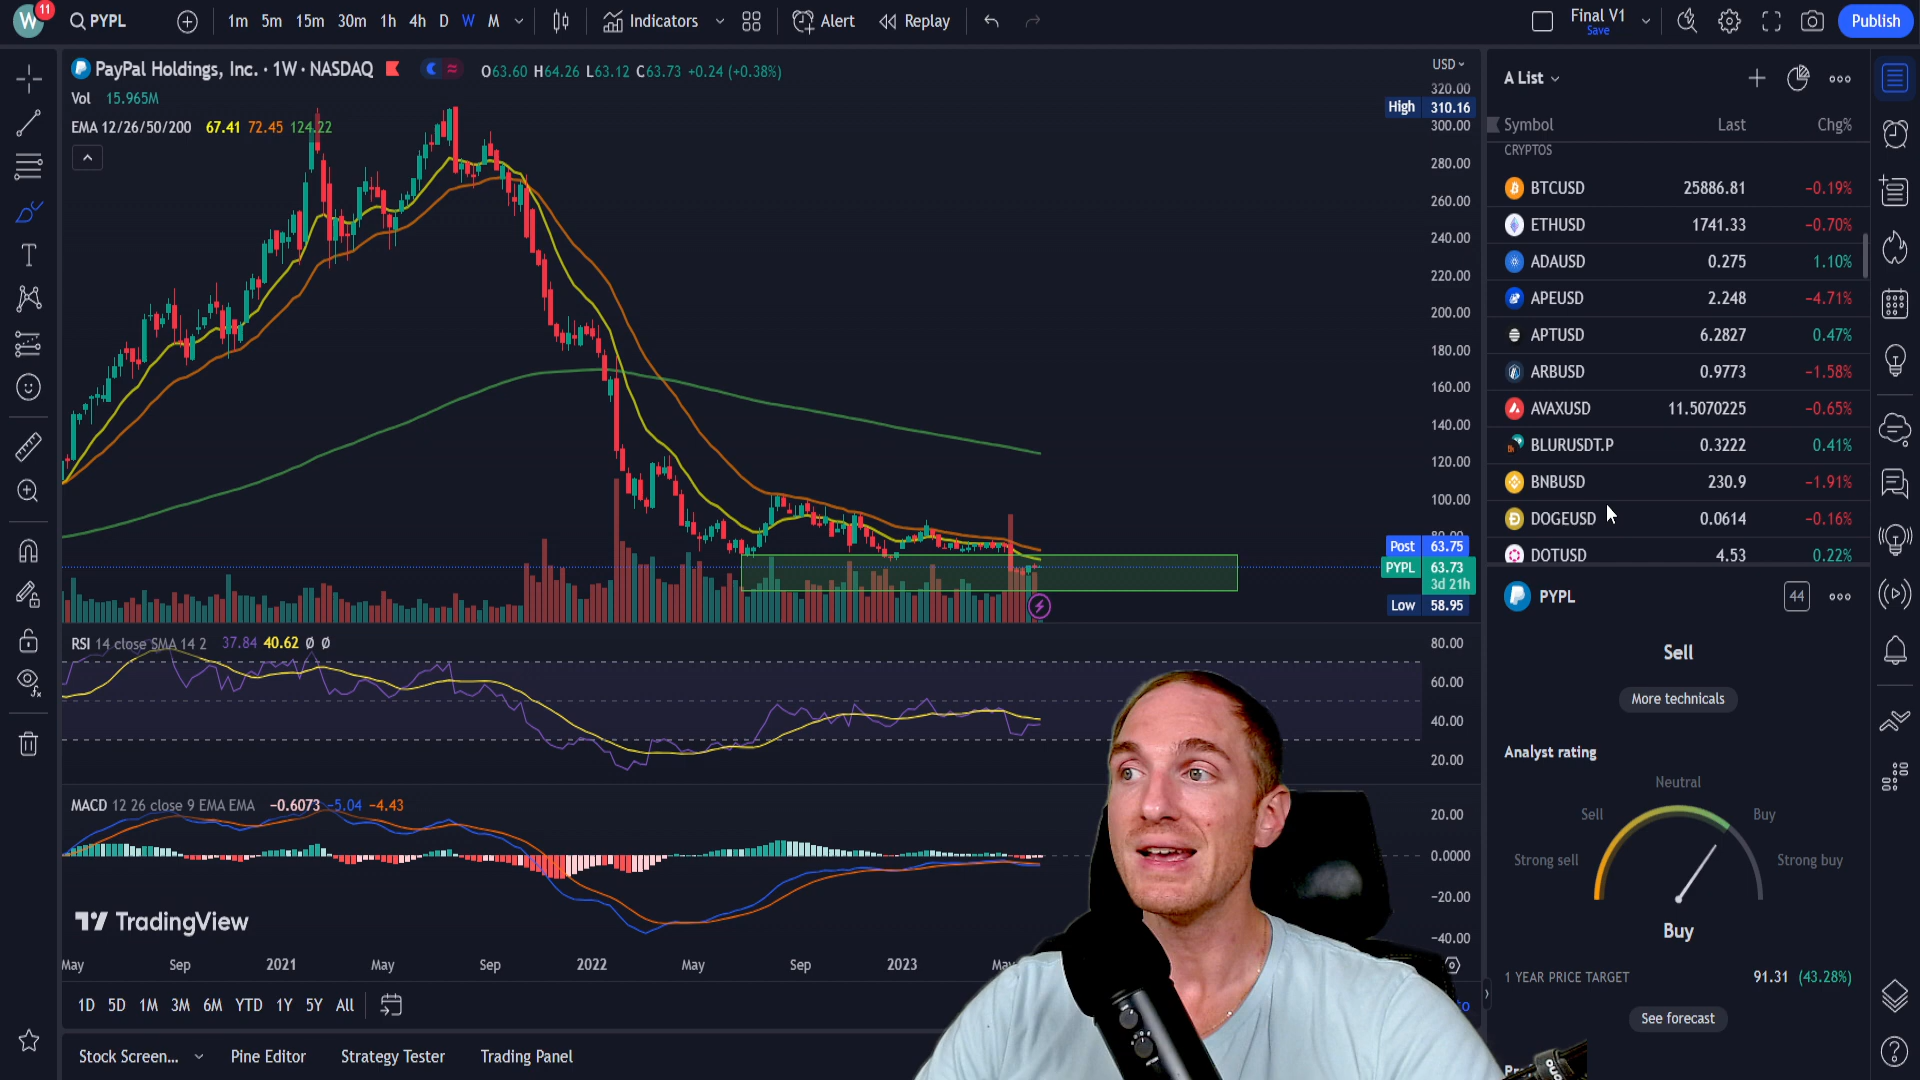 W 11 PYPL 1m 5m 15m 30m 1h 4h D W M Indicators Alert Replay Final V1 Save Publish
PayPal Holdings, Inc. · 1W · NASDAQ O63.60 H64.26 L63.12 C63.73 +0.24 (+0.38%)
Vol 15.965M
EMA 12/26/50/200 67.41 72.45 124.22
USD
320.00
High 310.16
300.00
280.00
260.00
240.00
220.00
200.00
180.00
160.00
140.00
120.00
100.00
Post 63.75
PYPL 63.73
3d 21h
Low 58.95
RSI 14 close SMA 14 2 37.84 40.62 Ø Ø
80.00
60.00
40.00
20.00
MACD 12 26 close 9 EMA EMA −0.6073 −5.04 −4.43
20.00
0.0000
−20.00
−40.00
TradingView
May Sep 2021 May Sep 2022 May Sep 2023 May
1D 5D 1M 3M 6M YTD 1Y 5Y All
Stock Screen... Pine Editor Strategy Tester Trading Panel
A List
Symbol Last Chg%
CRYPTOS
BTCUSD 25886.81 −0.19%
ETHUSD 1741.33 −0.70%
ADAUSD 0.275 1.10%
APEUSD 2.248 −4.71%
APTUSD 6.2827 0.47%
ARBUSD 0.9773 −1.58%
AVAXUSD 11.5070225 −0.65%
BLURUSDT.P 0.3222 0.41%
BNBUSD 230.9 −1.91%
DOGEUSD 0.0614 −0.16%
DOTUSD 4.53 0.22%
PYPL 44
Sell
More technicals
Analyst rating
Neutral
Sell Buy
Strong sell Strong buy
Buy
1 YEAR PRICE TARGET 91.31 (43.28%)
See forecast